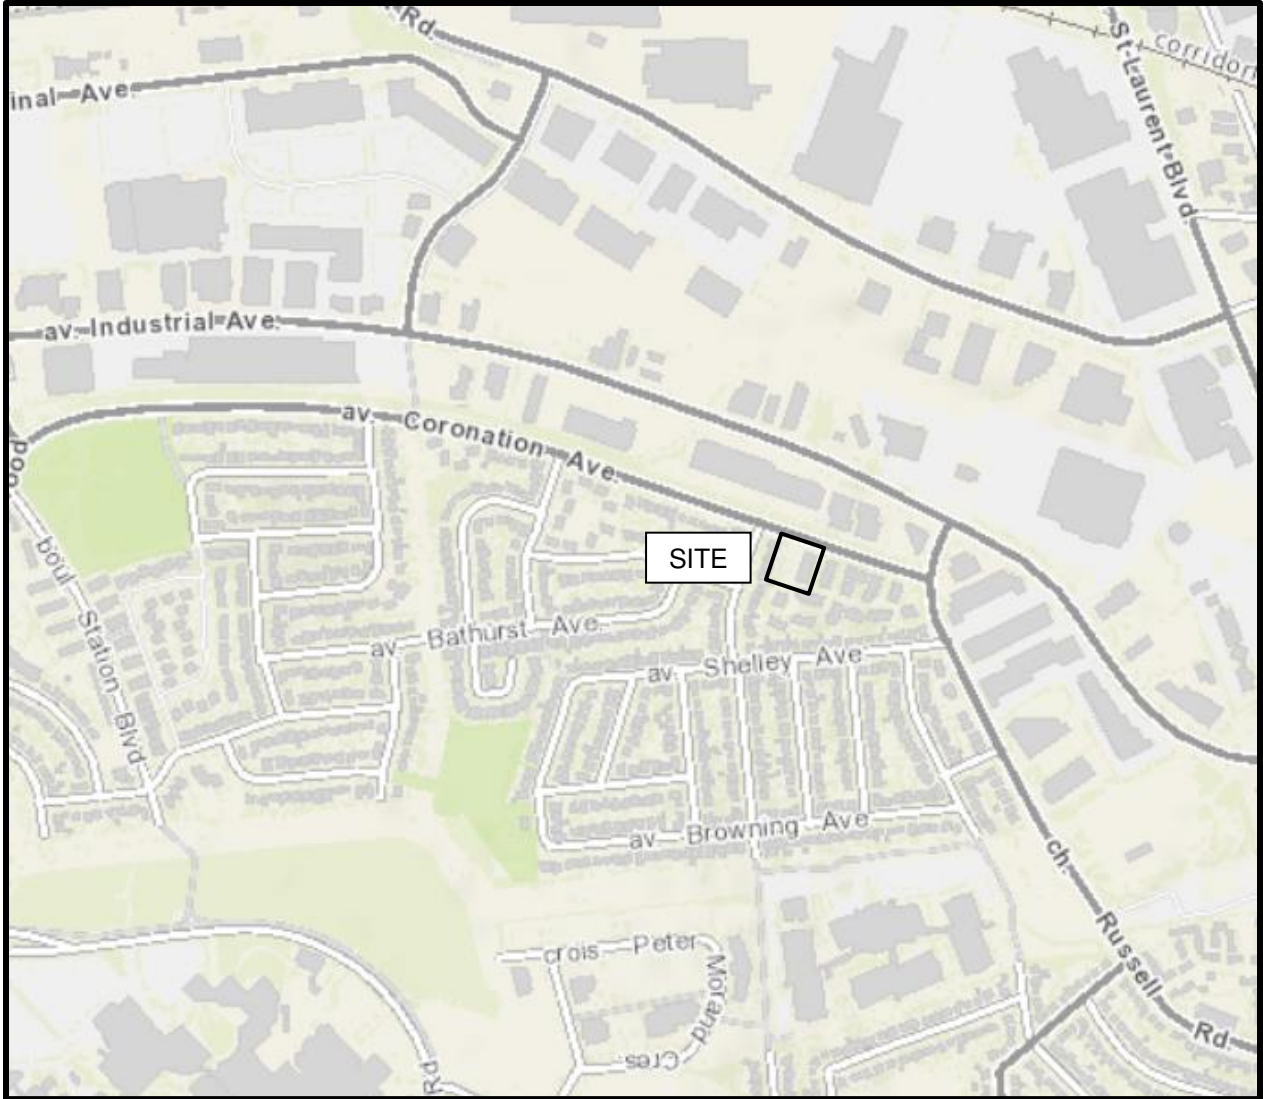 Rd.
St-Laurent-Blvd.
corridor
inal Ave.
av. Industrial Ave.
av. Coronation Ave.
ood
SITE
boul Station Blvd
av Bathurst Ave.
av. Shelley Ave
av Browning Ave
ch. Russell Rd.
crois Peter Morand Cres.
Rd